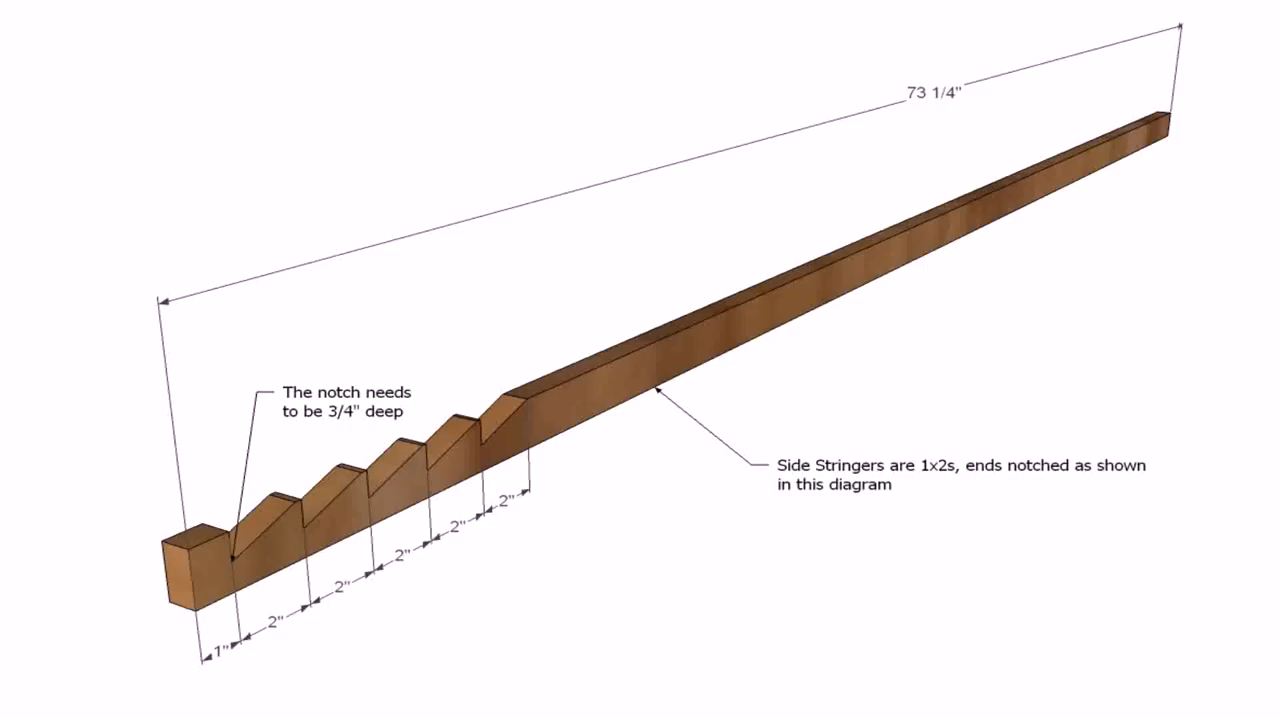 73 1/4"
The notch needs
to be 3/4" deep
Side Stringers are 1x2s, ends notched as shown
in this diagram
2"
2"
2"
2"
2"
1"